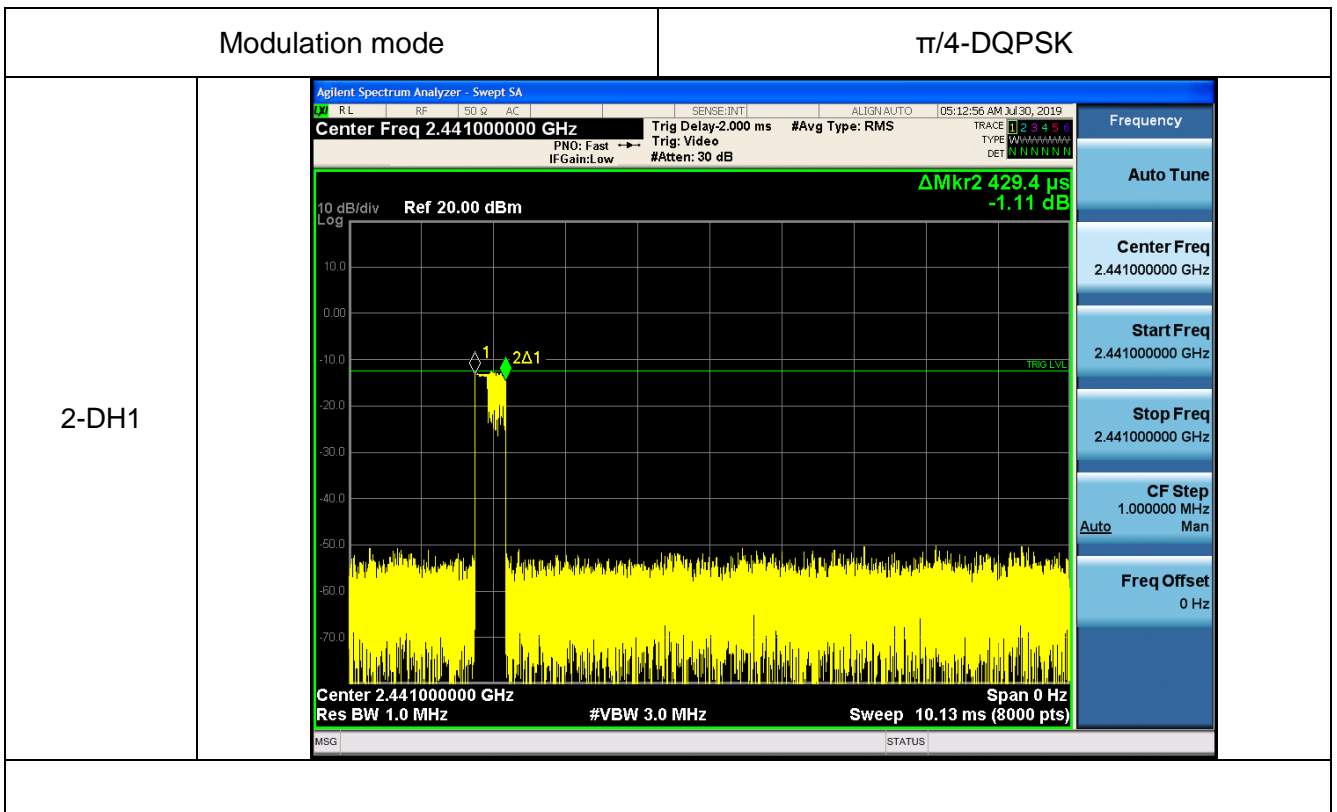 Modulation mode π/4-DQPSK
2-DH1
Agilent Spectrum Analyzer - Swept SA
LXI RL RF 50 Ω AC SENSE:INT ALIGN AUTO 05:12:56 AM Jul 30, 2019
Center Freq 2.441000000 GHz Trig Delay-2.000 ms #Avg Type: RMS TRACE 1 2 3 4 5 6
PNO: Fast Trig: Video TYPE WWWWWW
IFGain:Low #Atten: 30 dB DET N N N N N N
ΔMkr2 429.4 µs
10 dB/div Ref 20.00 dBm -1.11 dB
Log
10.0
0.00
-10.0
1
2Δ1
TRIG LVL
-20.0
-30.0
-40.0
-50.0
-60.0
-70.0
Center 2.441000000 GHz Span 0 Hz
Res BW 1.0 MHz #VBW 3.0 MHz Sweep 10.13 ms (8000 pts)
MSG STATUS
Frequency
Auto Tune
Center Freq
2.441000000 GHz
Start Freq
2.441000000 GHz
Stop Freq
2.441000000 GHz
CF Step
1.000000 MHz
Auto Man
Freq Offset
0 Hz